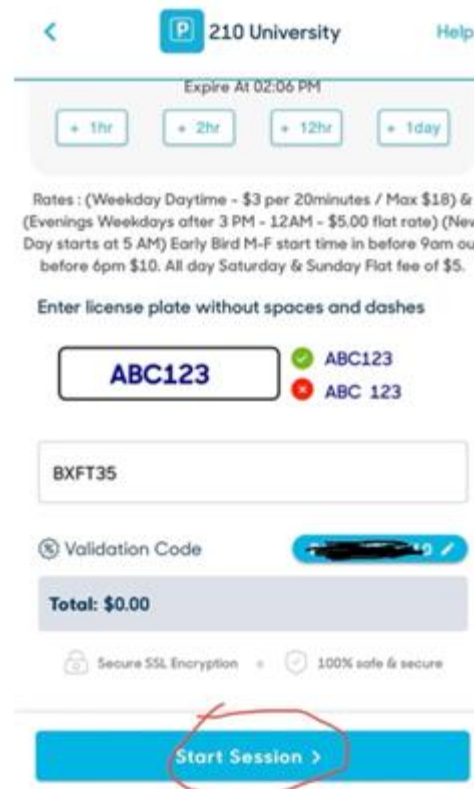 P 210 University Help
Expire At 02:06 PM
+ 1hr + 2hr + 12hr + 1day
Rates : (Weekday Daytime - $3 per 20minutes / Max $18) &
(Evenings Weekdays after 3 PM - 12AM - $5.00 flat rate) (New
Day starts at 5 AM) Early Bird M-F start time in before 9am ou
before 6pm $10. All day Saturday & Sunday Flat fee of $5.
Enter license plate without spaces and dashes
ABC123
ABC123
ABC 123
BXFT35
Validation Code
Total: $0.00
Secure SSL Encryption 100% safe & secure
Start Session >